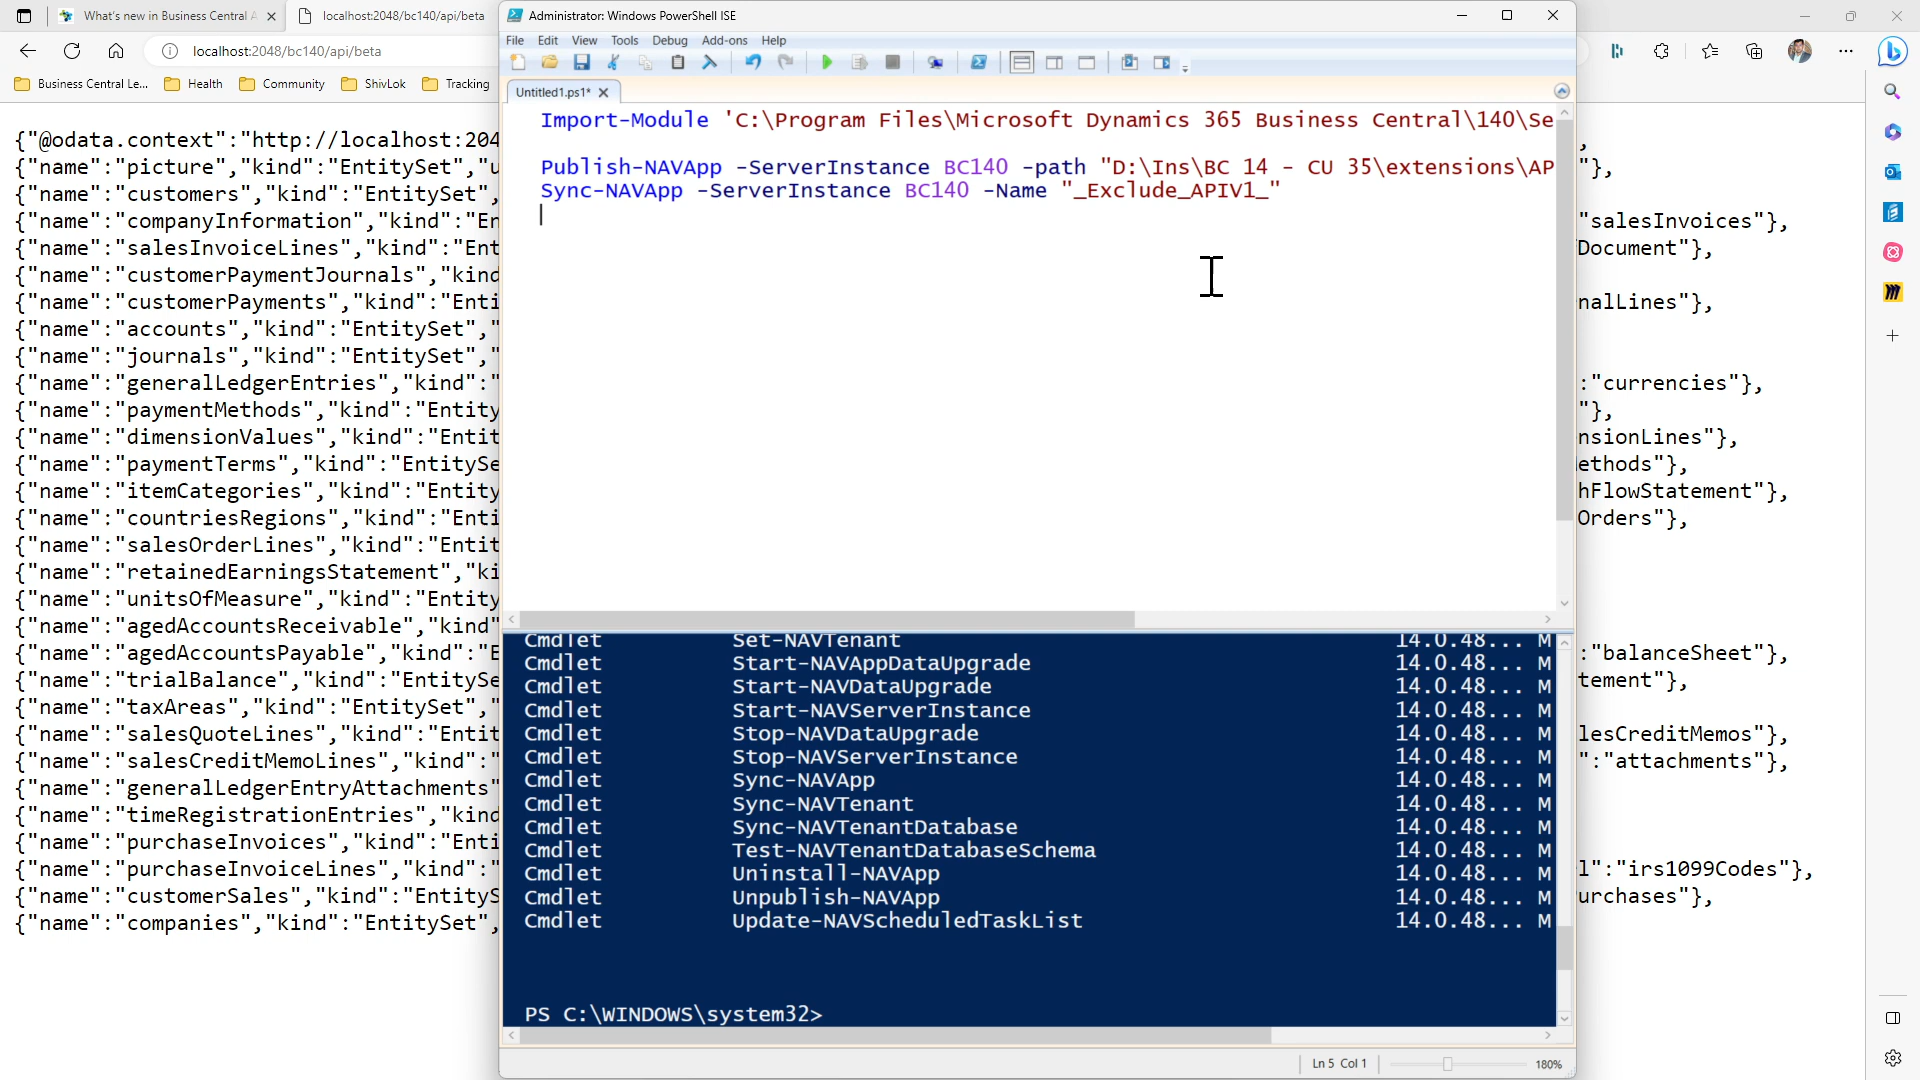 What's new in Business Central A
localhost:2048/bc140/api/beta
localhost:2048/bc140/api/beta
Business Central Le...
Health
Community
ShivLok
Tracking
{"@odata.context":"http://localhost:204
{"name":"picture","kind":"EntitySet","u
{"name":"customers","kind":"EntitySet",
{"name":"companyInformation","kind":"En
{"name":"salesInvoiceLines","kind":"Ent
{"name":"customerPaymentJournals","kind
{"name":"customerPayments","kind":"Enti
{"name":"accounts","kind":"EntitySet","
{"name":"journals","kind":"EntitySet","
{"name":"generalLedgerEntries","kind":"
{"name":"paymentMethods","kind":"Entity
{"name":"dimensionValues","kind":"Entit
{"name":"paymentTerms","kind":"EntitySe
{"name":"itemCategories","kind":"Entity
{"name":"countriesRegions","kind":"Enti
{"name":"salesOrderLines","kind":"Entit
{"name":"retainedEarningsStatement","ki
{"name":"unitsOfMeasure","kind":"Entity
{"name":"agedAccountsReceivable","kind"
{"name":"agedAccountsPayable","kind":"E
{"name":"trialBalance","kind":"EntitySe
{"name":"taxAreas","kind":"EntitySet","
{"name":"salesQuoteLines","kind":"Entit
{"name":"salesCreditMemoLines","kind":"
{"name":"generalLedgerEntryAttachments"
{"name":"timeRegistrationEntries","kind
{"name":"purchaseInvoices","kind":"Enti
{"name":"purchaseInvoiceLines","kind":"
{"name":"customerSales","kind":"EntityS
{"name":"companies","kind":"EntitySet",
Administrator: Windows PowerShell ISE
File Edit View Tools Debug Add-ons Help
Untitled1.ps1*
Import-Module 'C:\Program Files\Microsoft Dynamics 365 Business Central\140\Se
Publish-NAVApp -ServerInstance BC140 -path "D:\Ins\BC 14 - CU 35\extensions\AP
Sync-NAVApp -ServerInstance BC140 -Name "_Exclude_APIV1_"
Cmdlet Set-NAVTenant 14.0.48... M
Cmdlet Start-NAVAppDataUpgrade 14.0.48... M
Cmdlet Start-NAVDataUpgrade 14.0.48... M
Cmdlet Start-NAVServerInstance 14.0.48... M
Cmdlet Stop-NAVDataUpgrade 14.0.48... M
Cmdlet Stop-NAVServerInstance 14.0.48... M
Cmdlet Sync-NAVApp 14.0.48... M
Cmdlet Sync-NAVTenant 14.0.48... M
Cmdlet Sync-NAVTenantDatabase 14.0.48... M
Cmdlet Test-NAVTenantDatabaseSchema 14.0.48... M
Cmdlet Uninstall-NAVApp 14.0.48... M
Cmdlet Unpublish-NAVApp 14.0.48... M
Cmdlet Update-NAVScheduledTaskList 14.0.48... M
PS C:\WINDOWS\system32>
Ln 5 Col 1
180%
,
"},
"salesInvoices"},
Document"},
nalLines"},
:"currencies"},
"},
nsionLines"},
ethods"},
hFlowStatement"},
Orders"},
:"balanceSheet"},
tement"},
lesCreditMemos"},
":"attachments"},
l":"irs1099Codes"},
urchases"},